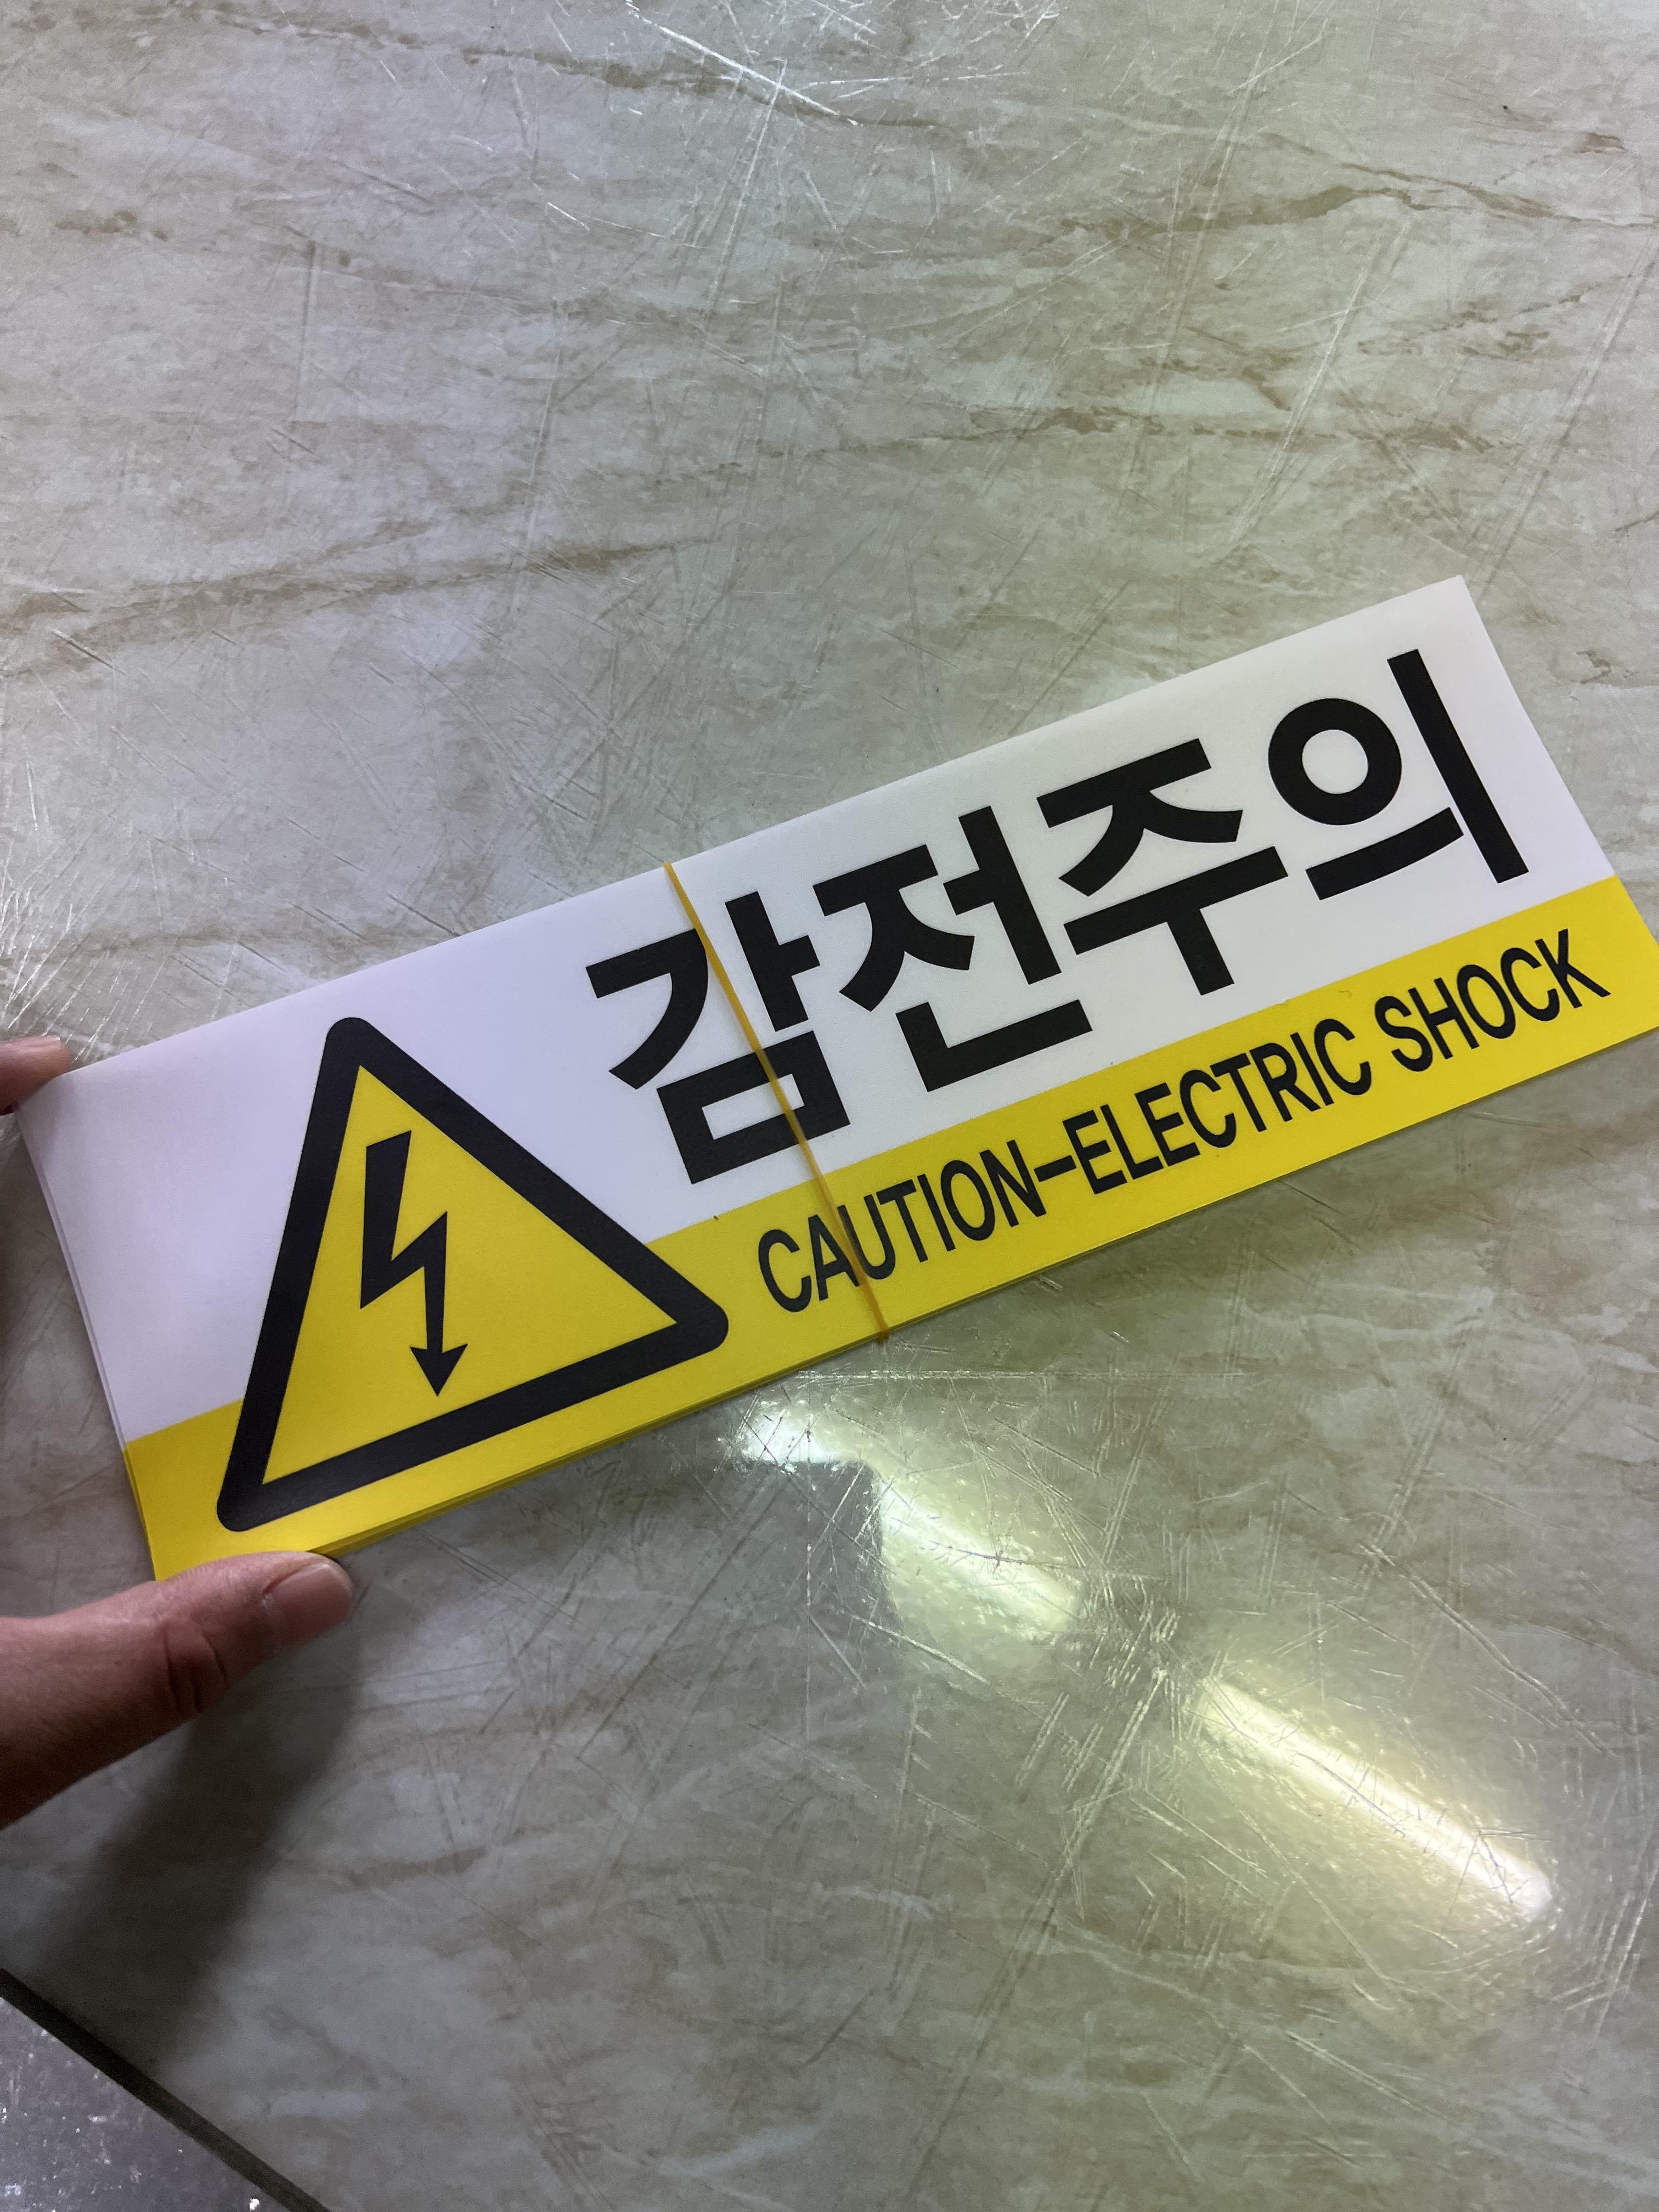 감전주의
CAUTION-ELECTRIC SHOCK